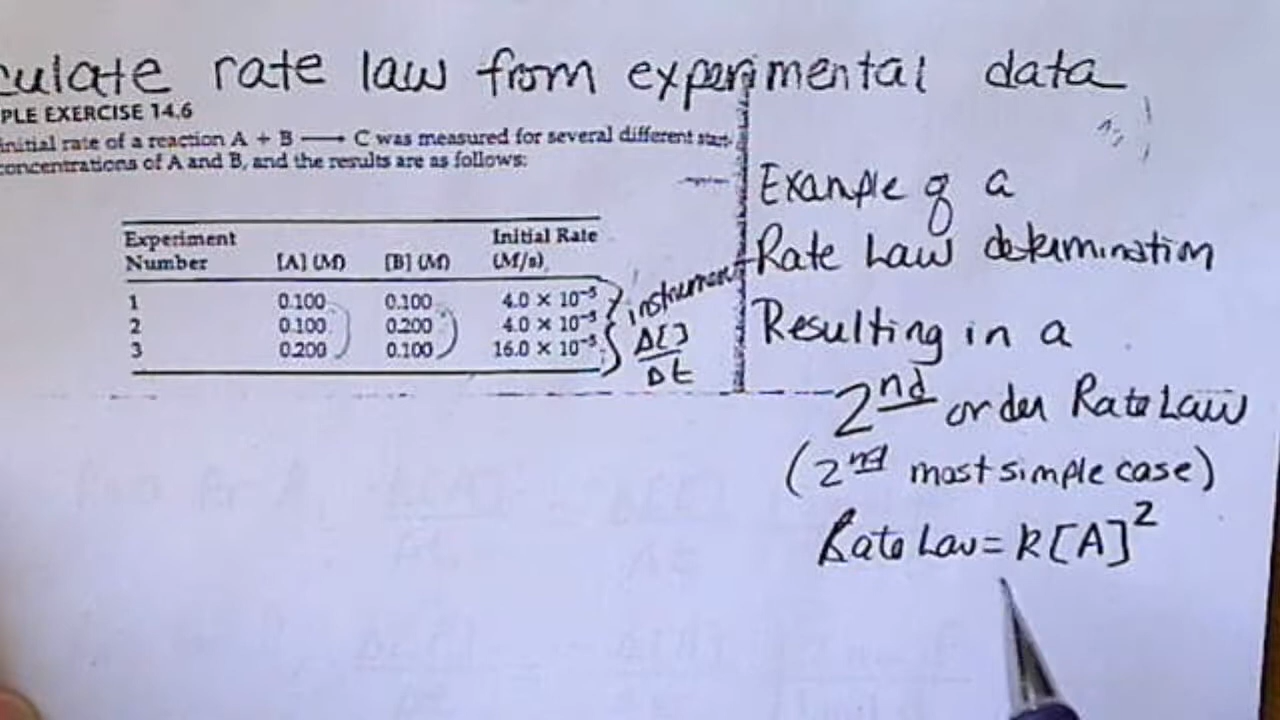 culate rate law from experimental data
PLE EXERCISE 14.6
initial rate of a reaction A + B ⟶ C was measured for several different start-
concentrations of A and B, and the results are as follows:
Experiment Number [A] (M) [B] (M) Initial Rate (M/s)
1 0.100 0.100 4.0 × 10⁻⁵
2 0.100 0.200 4.0 × 10⁻⁵
3 0.200 0.100 16.0 × 10⁻⁵
instrument
Δ[ ]
Δt
Example of a
Rate Law determination
Resulting in a
2nd order Rate Law
(2nd most simple case)
Rate Law = k[A]²